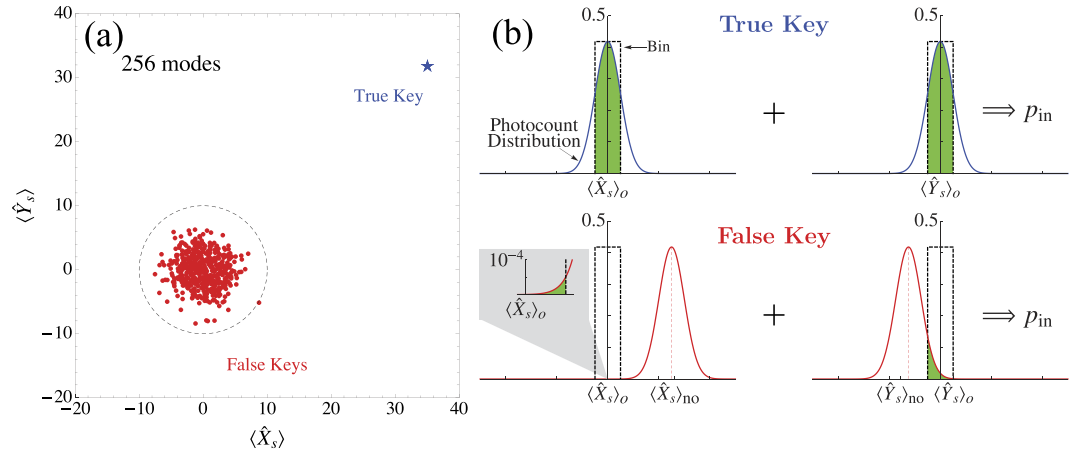 (a)
256 modes
True Key
False Keys
40
30
20
10
0
−10
−20
⟨Ŷₛ⟩
−20
−10
0
10
20
30
40
⟨X̂ₛ⟩
(b)
0.5
True Key
0.5
Bin
Photocount
Distribution
+
⟹ p_in
⟨X̂ₛ⟩ₒ
⟨Ŷₛ⟩ₒ
0.5
False Key
0.5
10⁻⁴
⟨X̂ₛ⟩ₒ
+
⟹ p_in
⟨X̂ₛ⟩ₒ
⟨X̂ₛ⟩ₙₒ
⟨Ŷₛ⟩ₙₒ
⟨Ŷₛ⟩ₒ